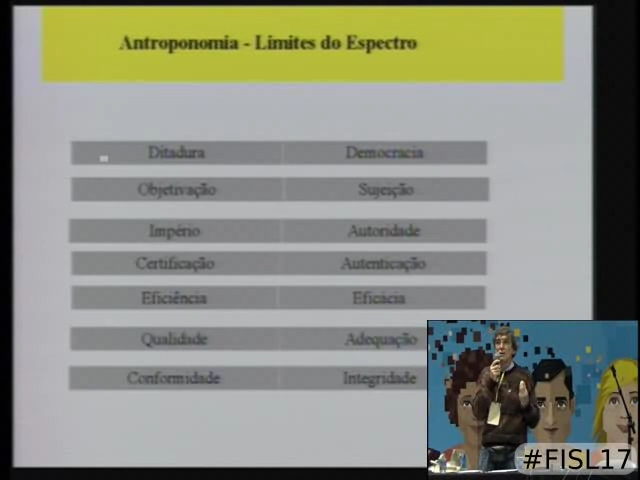 Antroponomia - Limites do Espectro
Ditadura Democracia
Objetivação Sujeição
Império Autoridade
Certificação Autenticação
Eficiência Eficácia
Qualidade Adequação
Conformidade Integridade
#FISL17